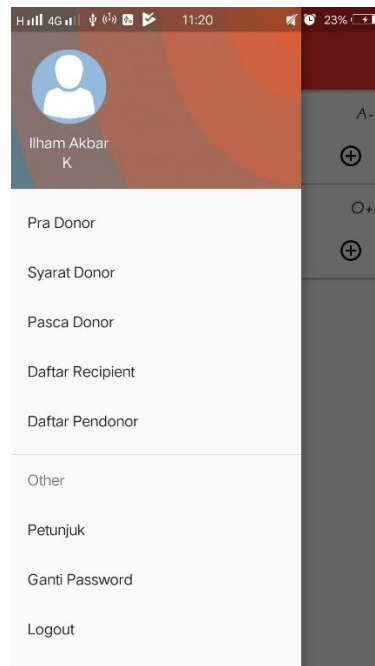 H 4G 11:20 23%
Ilham Akbar
K
A-
O+
Pra Donor
Syarat Donor
Pasca Donor
Daftar Recipient
Daftar Pendonor
Other
Petunjuk
Ganti Password
Logout